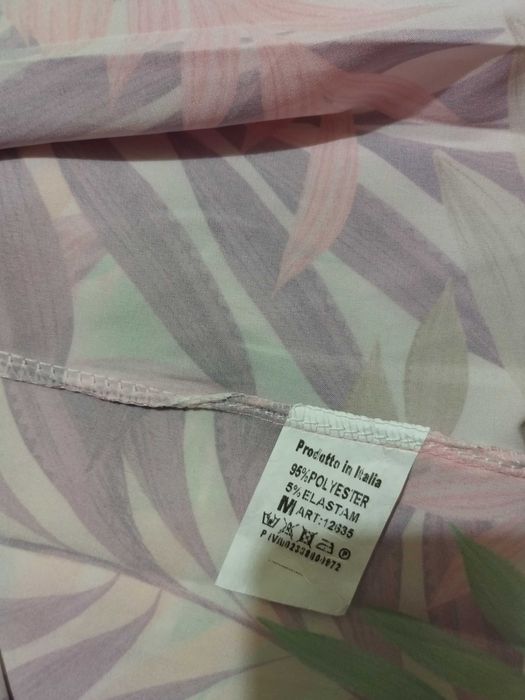 Prodotto in Italia
95%POLYESTER
5%ELASTAM
M ART:12635
P